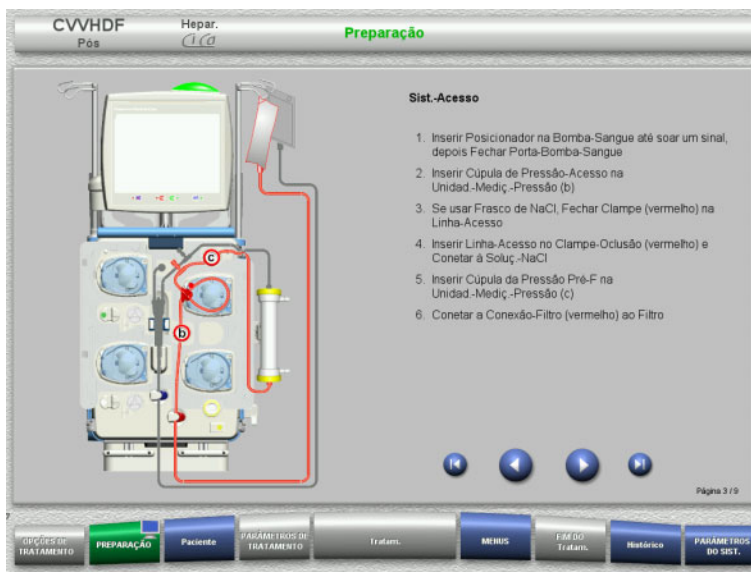 CVVHDF
Pós
Hepar.
Ci Ca
Preparação
Sist.-Acesso
1. Inserir Posicionador na Bomba-Sangue até soar um sinal,
depois Fechar Porta-Bomba-Sangue
2. Inserir Cúpula de Pressão-Acesso na
Unidad.-Mediç.-Pressão (b)
3. Se usar Frasco de NaCl, Fechar Clampe (vermelho) na
Linha-Acesso
4. Inserir Linha-Acesso no Clampe-Oclusão (vermelho) e
Conetar à Soluç.-NaCl
5. Inserir Cúpula da Pressão Pré-F na
Unidad.-Mediç.-Pressão (c)
6. Conetar a Conexão-Filtro (vermelho) ao Filtro
c
b
Página 3 / 9
OPÇÕES DE
TRATAMENTO
PREPARAÇÃO
Paciente
PARÂMETROS DE
TRATAMENTO
Tratam.
MENUS
FIM DO
Tratam.
Histórico
PARÂMETROS
DO SIST.